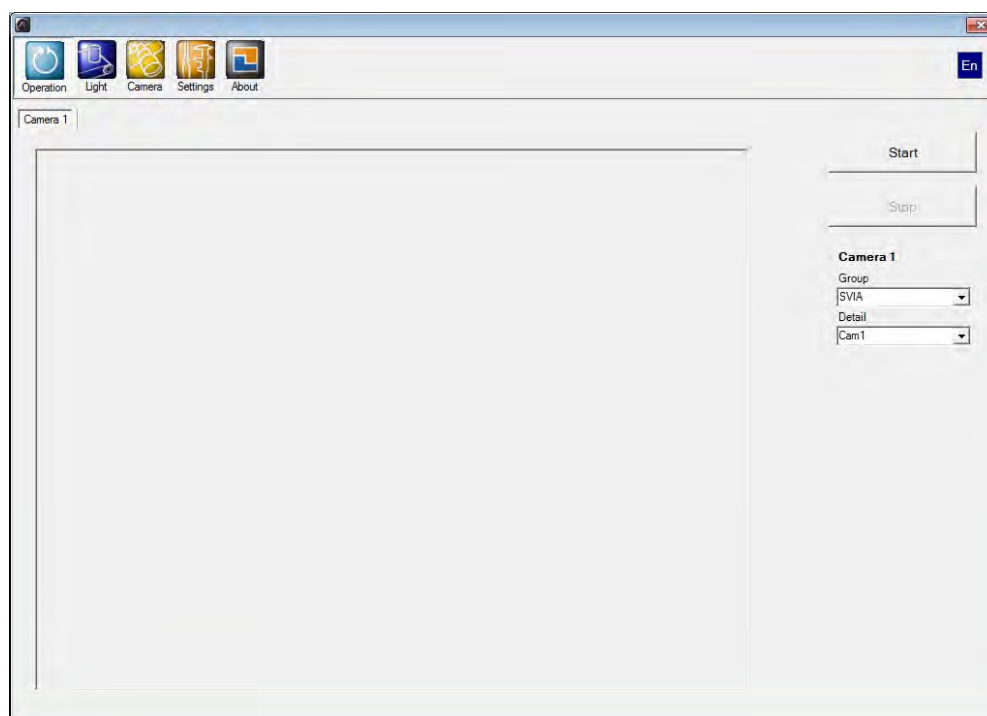 Operation Light Camera Settings About
En
Camera 1
Start
Stop
Camera 1
Group
SVIA
Detail
Cam1